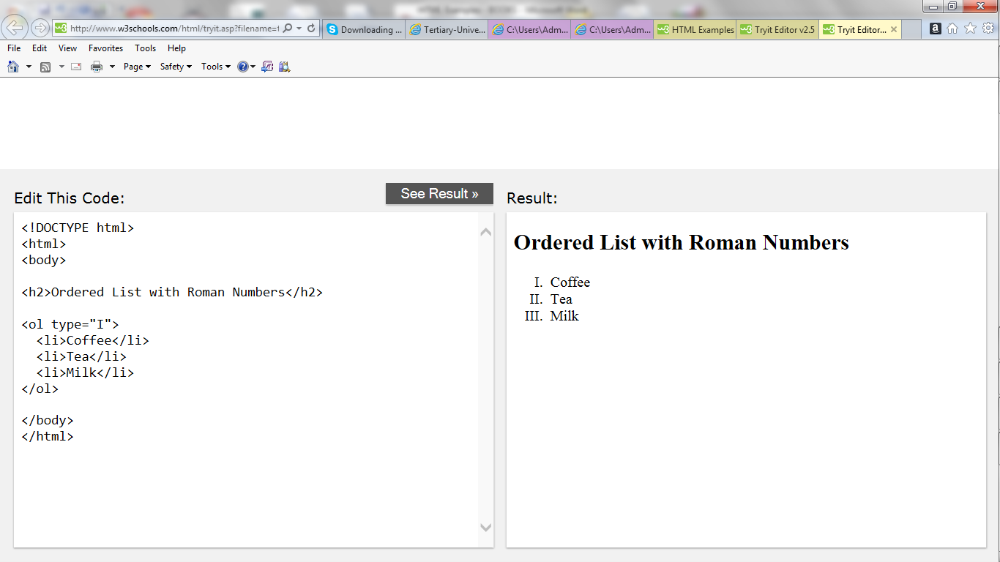 http://www.w3schools.com/html/tryit.asp?filename=t
Downloading ...
Tertiary-Unive...
C:\Users\Adm...
C:\Users\Adm...
HTML Examples
Tryit Editor v2.5
Tryit Editor...
File Edit View Favorites Tools Help
Page Safety Tools
Edit This Code:
See Result »
<!DOCTYPE html>
<html>
<body>
<h2>Ordered List with Roman Numbers</h2>
<ol type="I">
<li>Coffee</li>
<li>Tea</li>
<li>Milk</li>
</ol>
</body>
</html>
Result:
Ordered List with Roman Numbers
I. Coffee
II. Tea
III. Milk